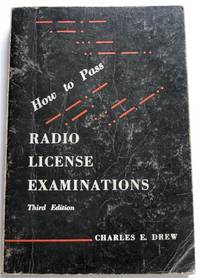 How to Pass
RADIO
LICENSE
EXAMINATIONS
Third Edition
CHARLES E. DREW